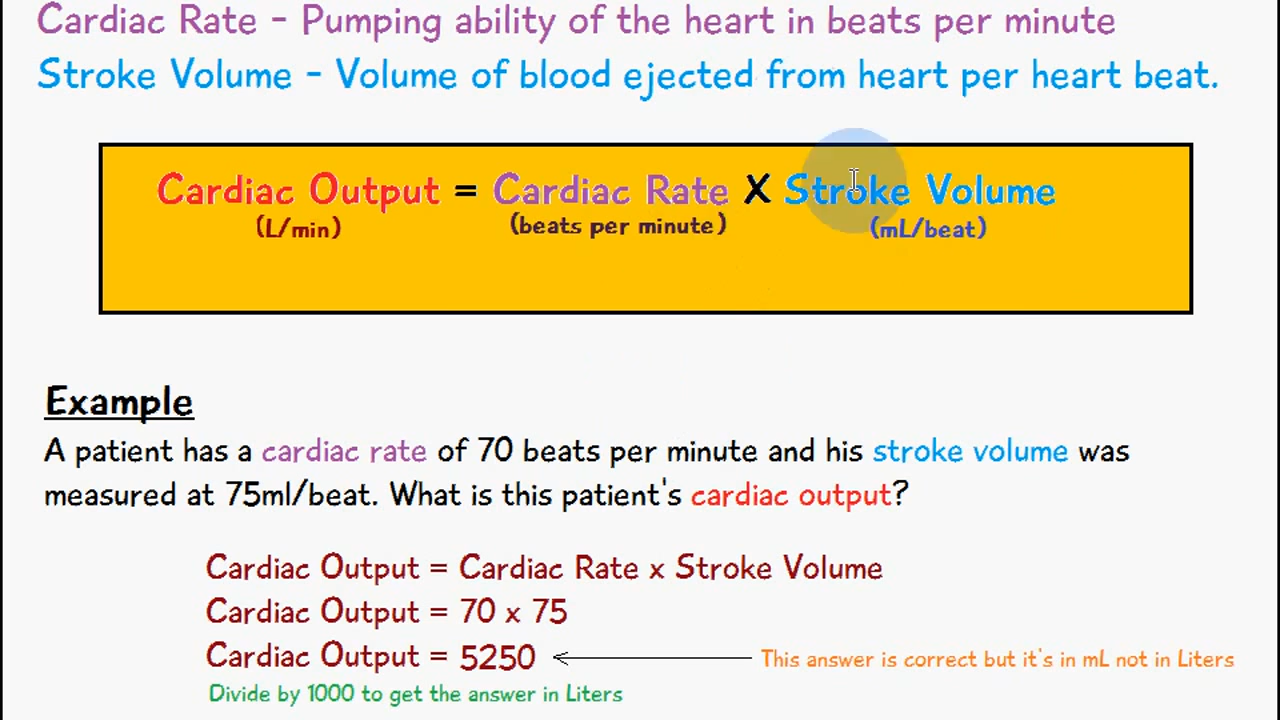 Cardiac Rate - Pumping ability of the heart in beats per minute
Stroke Volume - Volume of blood ejected from heart per heart beat.
Cardiac Output = Cardiac Rate X Stroke Volume
(L/min) (beats per minute) (mL/beat)
Example
A patient has a cardiac rate of 70 beats per minute and his stroke volume was
measured at 75ml/beat. What is this patient's cardiac output?
Cardiac Output = Cardiac Rate x Stroke Volume
Cardiac Output = 70 x 75
Cardiac Output = 5250 This answer is correct but it's in mL not in Liters
Divide by 1000 to get the answer in Liters